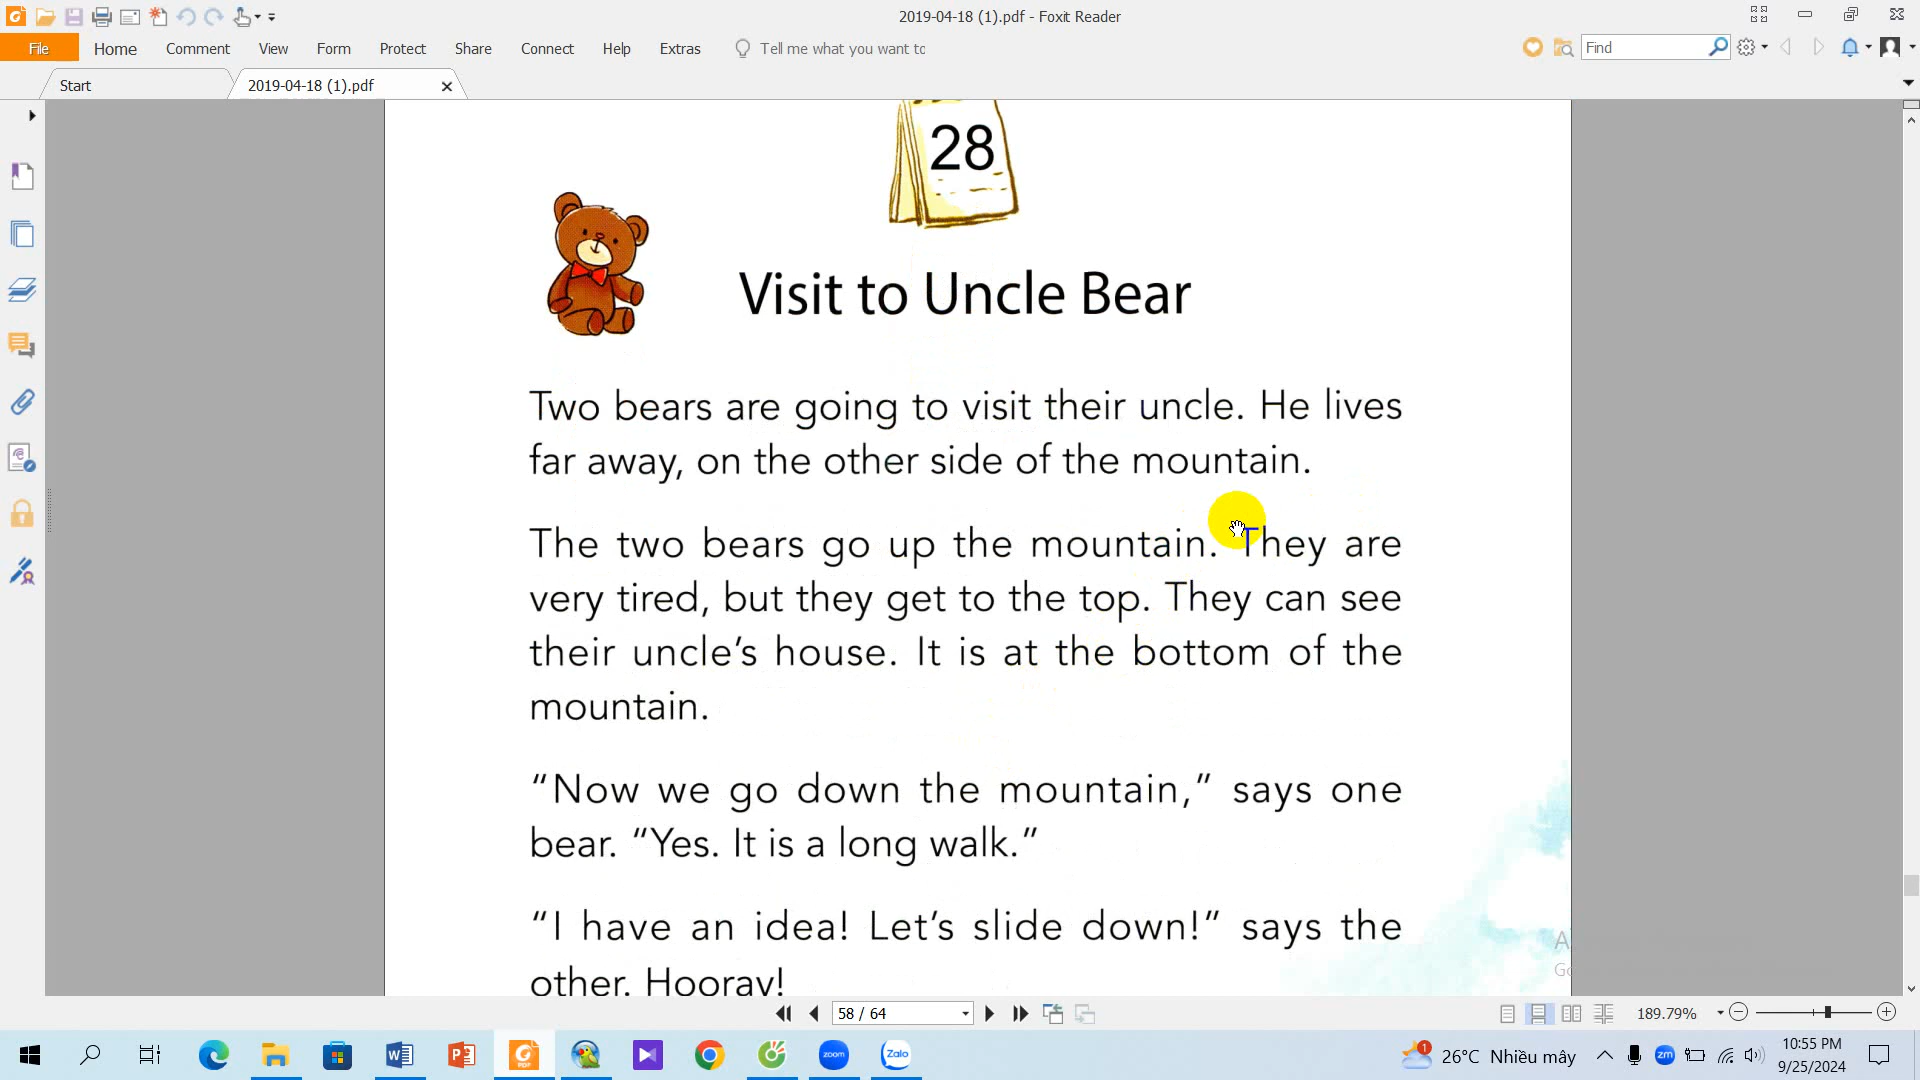 2019-04-18 (1).pdf - Foxit Reader
File Home Comment View Form Protect Share Connect Help Extras Tell me what you want to Find
Start 2019-04-18 (1).pdf
28
Visit to Uncle Bear
Two bears are going to visit their uncle. He lives
far away, on the other side of the mountain.
The two bears go up the mountain. They are
very tired, but they get to the top. They can see
their uncle’s house. It is at the bottom of the
mountain.
“Now we go down the mountain,” says one
bear. “Yes. It is a long walk.”
“I have an idea! Let’s slide down!” says the
other. Hooray!
58 / 64 189.79%
zoom Zalo 1 26°C Nhiều mây zm 10:55 PM
9/25/2024